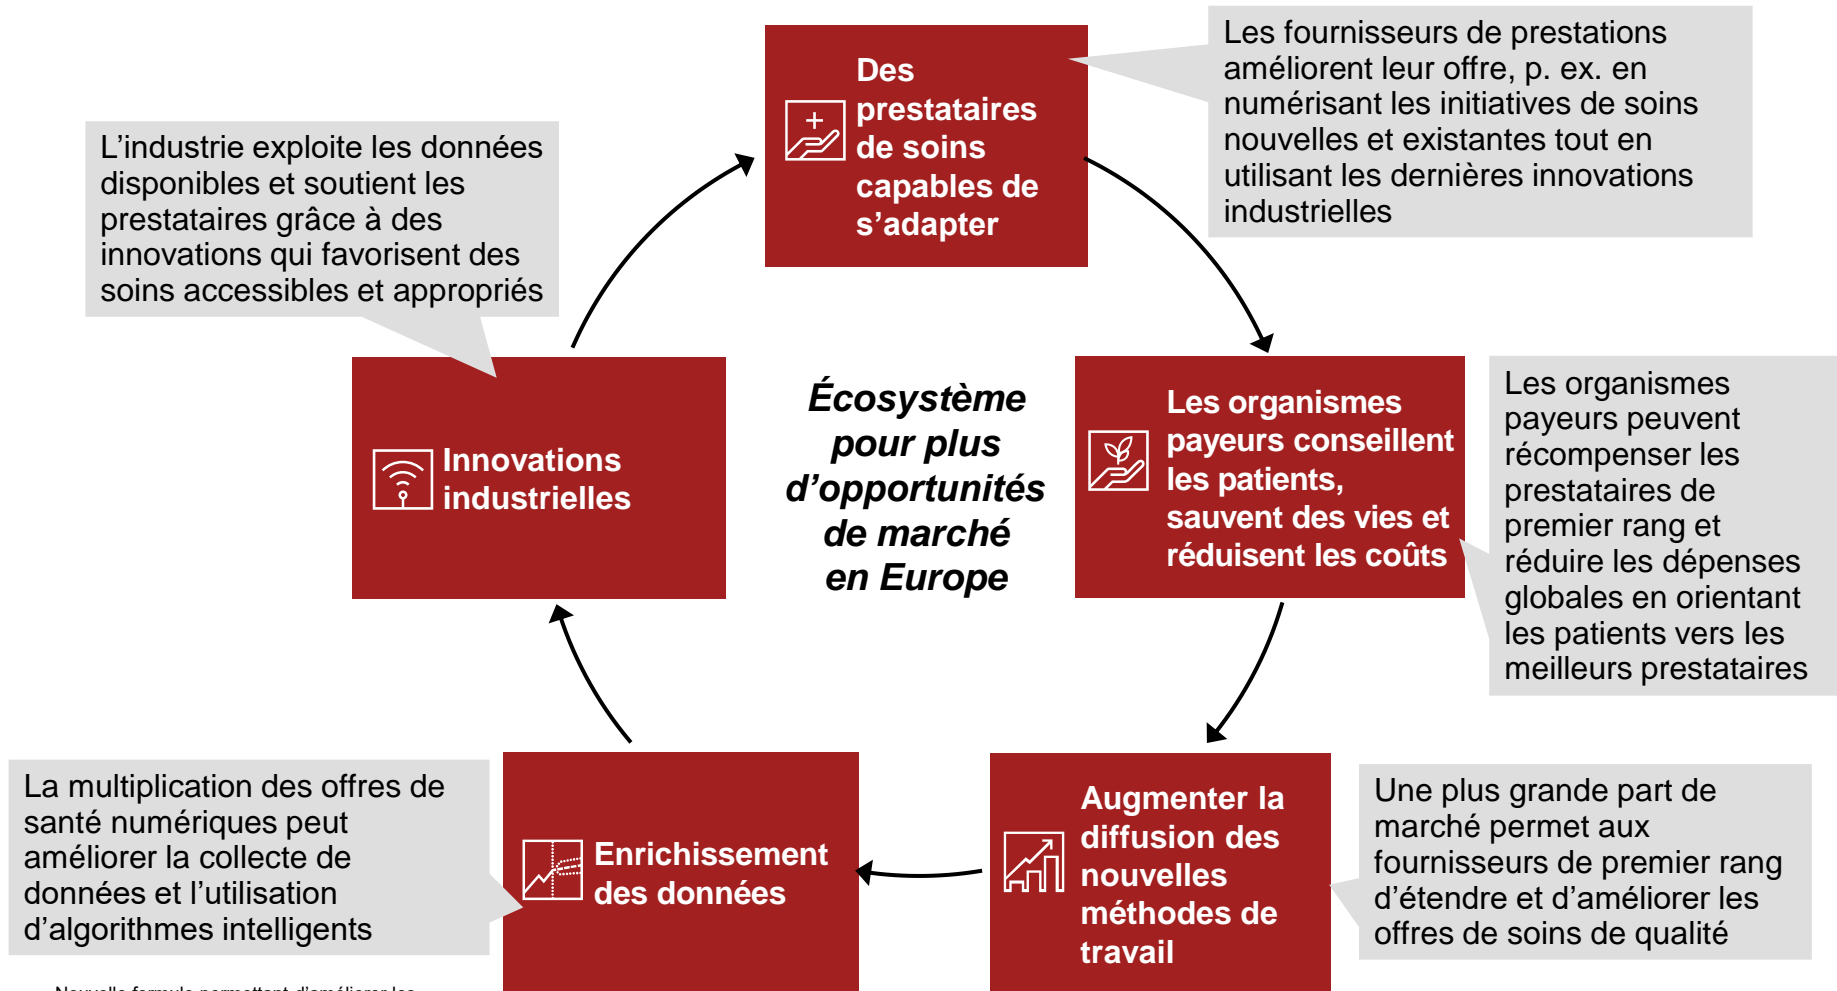 Des
prestataires
de soins
capables de
s’adapter
Les fournisseurs de prestations
améliorent leur offre, p. ex. en
numérisant les initiatives de soins
nouvelles et existantes tout en
utilisant les dernières innovations
industrielles
L’industrie exploite les données
disponibles et soutient les
prestataires grâce à des
innovations qui favorisent des
soins accessibles et appropriés
Innovations
industrielles
Écosystème
pour plus
d’opportunités
de marché
en Europe
Les organismes
payeurs conseillent
les patients,
sauvent des vies et
réduisent les coûts
Les organismes
payeurs peuvent
récompenser les
prestataires de
premier rang et
réduire les dépenses
globales en orientant
les patients vers les
meilleurs prestataires
La multiplication des offres de
santé numériques peut
améliorer la collecte de
données et l’utilisation
d’algorithmes intelligents
Enrichissement
des données
Augmenter la
diffusion des
nouvelles
méthodes de
travail
Une plus grande part de
marché permet aux
fournisseurs de premier rang
d’étendre et d’améliorer les
offres de soins de qualité
Nouvelle formule permettant d’améliorer les